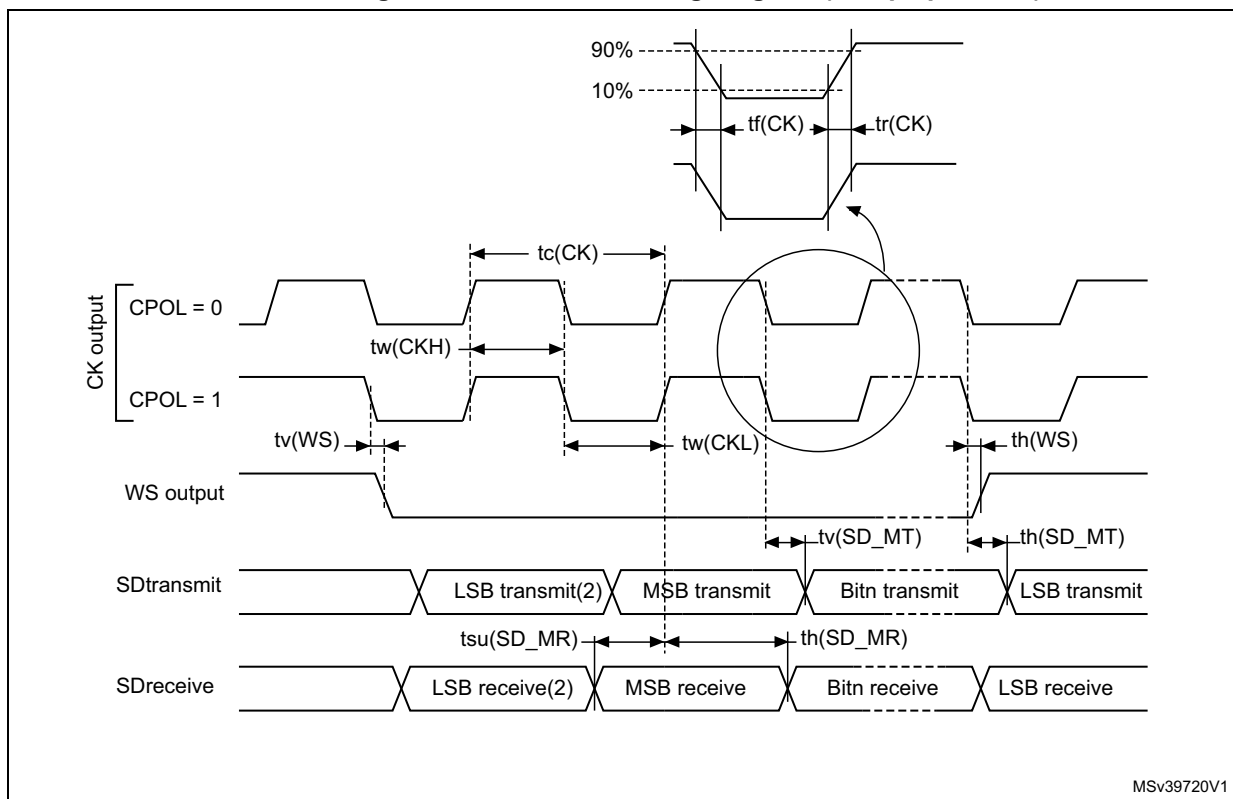 90%
10%
tf(CK)
tr(CK)
tc(CK)
CK output
CPOL = 0
tw(CKH)
CPOL = 1
tv(WS)
tw(CKL)
th(WS)
WS output
tv(SD_MT)
th(SD_MT)
SDtransmit
LSB transmit(2)
MSB transmit
Bitn transmit
LSB transmit
tsu(SD_MR)
th(SD_MR)
SDreceive
LSB receive(2)
MSB receive
Bitn receive
LSB receive
MSv39720V1